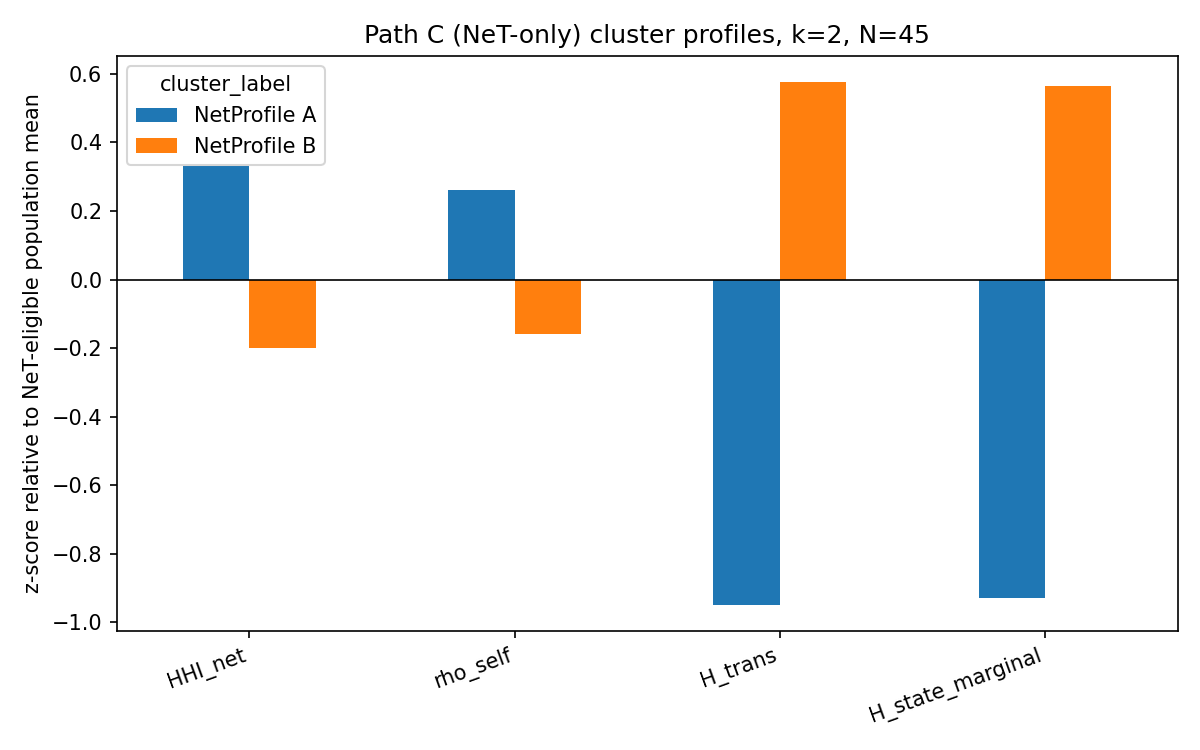 Path C (NeT-only) cluster profiles, k=2, N=45
z-score relative to NeT-eligible population mean
0.6
0.4
0.2
0.0
−0.2
−0.4
−0.6
−0.8
−1.0
cluster_label
NetProfile A
NetProfile B
HHI_net
rho_self
H_trans
H_state_marginal